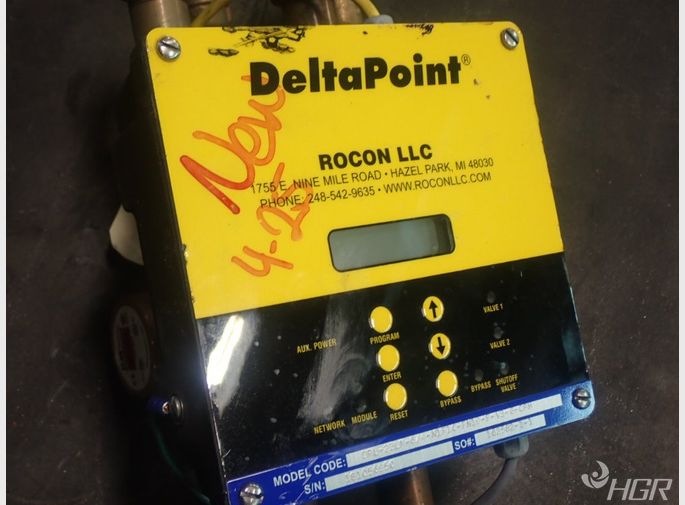 DeltaPoint®
New
4-25
ROCON LLC
1755 E. NINE MILE ROAD • HAZEL PARK, MI 48030
PHONE: 248-542-9635 • WWW.ROCONLLC.COM
VALVE 1
AUX. POWER
PROGRAM
VALVE 2
ENTER
NETWORK MODULE
RESET
BYPASS
BYPASS SHUTOFF VALVE
MODEL CODE:
SO#:
S/N:
HGR